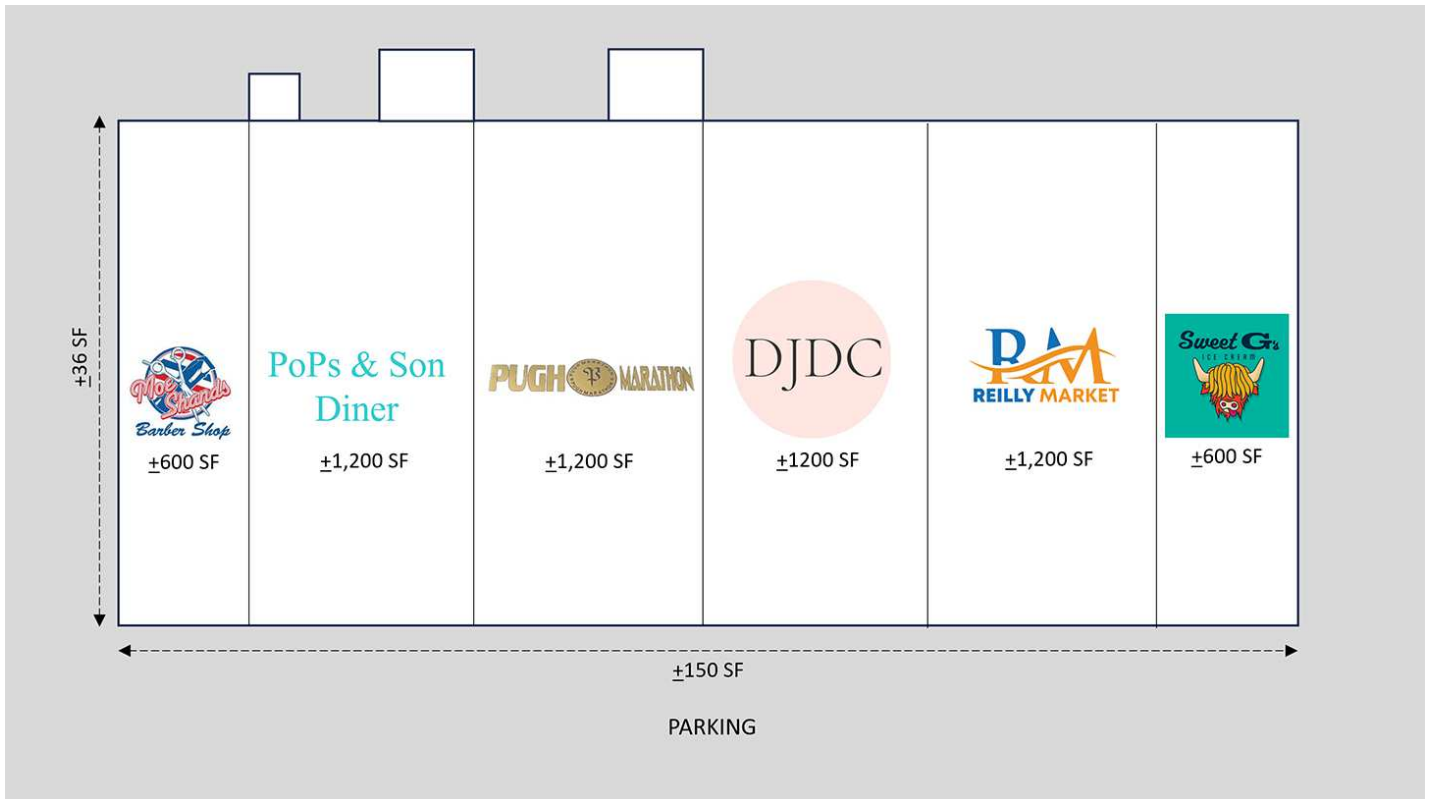 ±36 SF
Moe
Shands
Barber Shop
±600 SF
PoPs & Son
Diner
±1,200 SF
PUGH P MARATHON
±1,200 SF
DJDC
±1200 SF
RM
REILLY MARKET
±1,200 SF
Sweet G's
ICE CREAM
±600 SF
±150 SF
PARKING